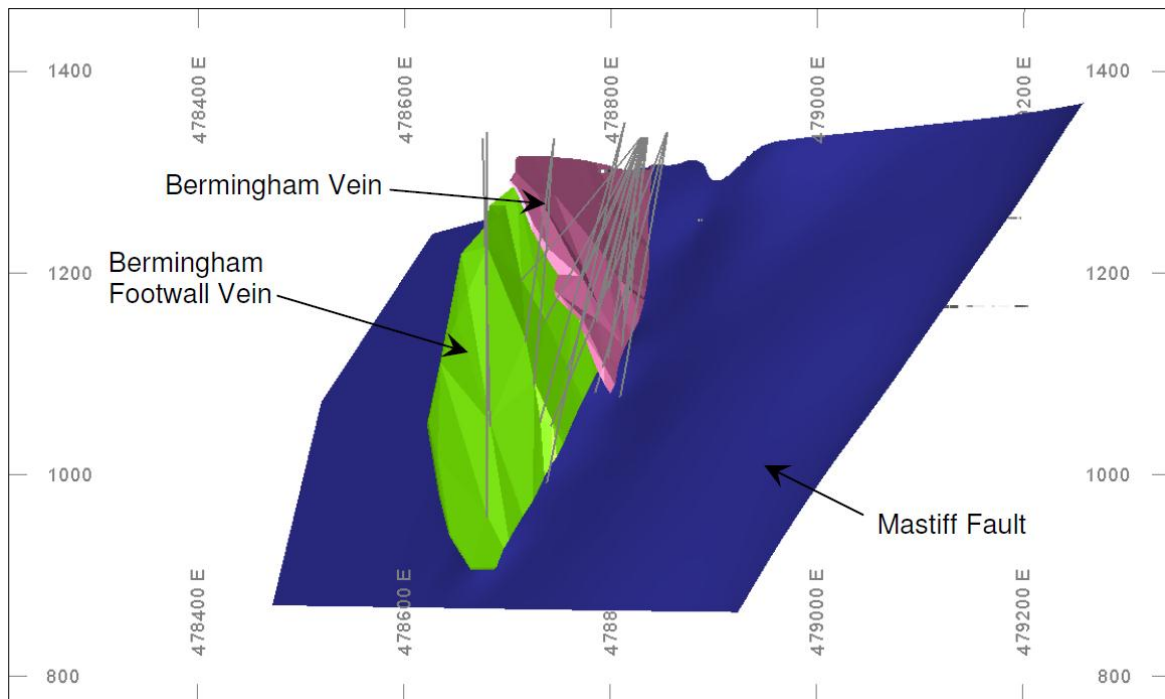 1400
478400 E
478600 E
478800 E
479000 E
479200 E
1400
Bermingham Vein
Bermingham
Footwall Vein
1200
1200
1000
1000
Mastiff Fault
478400 E
478600 E
478800 E
479000 E
479200 E
800
800